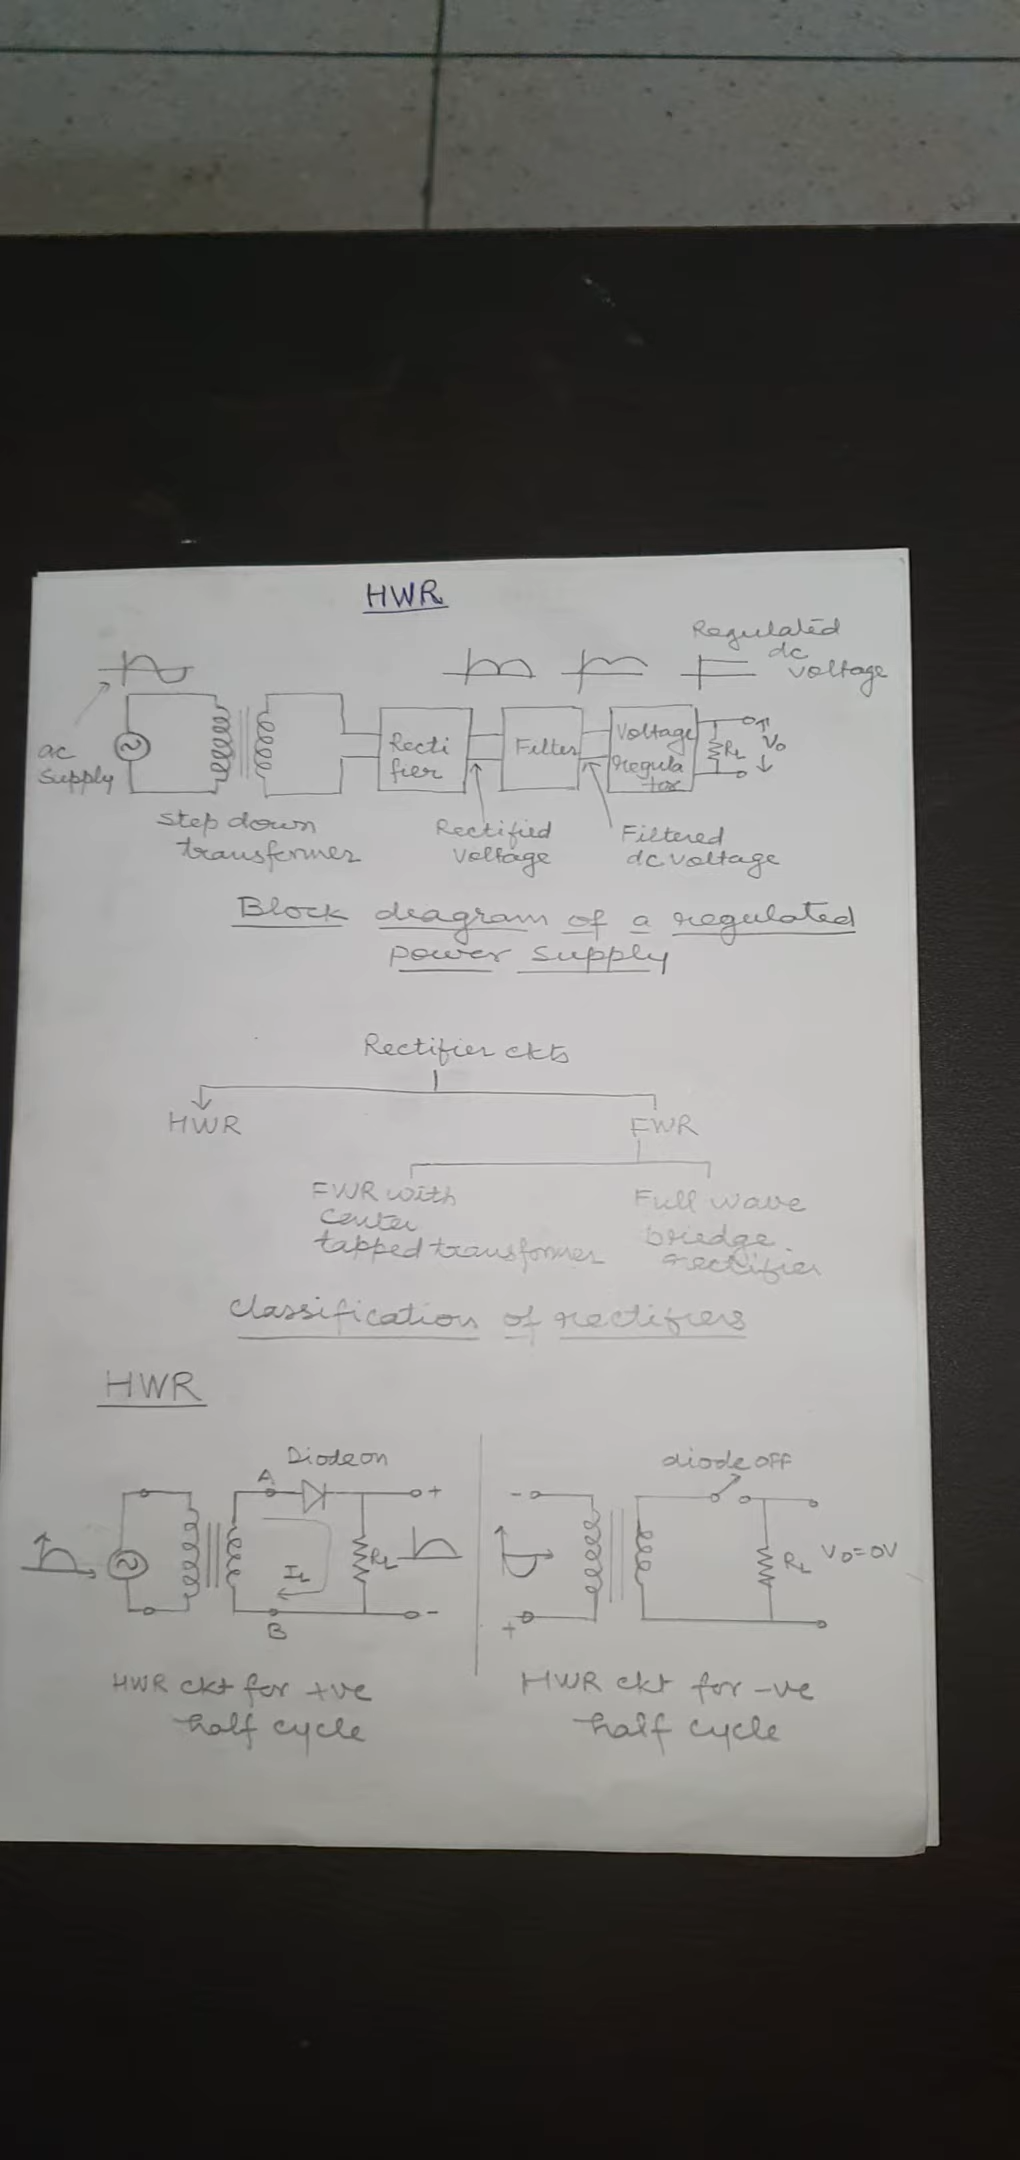 HWR
Regulated
dc
voltage
ac
supply
Recti
fier
Filter
Voltage
regula
tor
RL
Vo
step down
transformer
Rectified
voltage
Filtered
dc voltage
Block diagram of a regulated
power supply
Rectifier ckts
HWR
FWR
FWR with
center
tapped transformer
Full wave
bridge
rectifier
classification of rectifiers
HWR
Diode on
A
+
IL
RL
B
-
HWR ckt for +ve
half cycle
diode OFF
-
RL
Vo=0V
+
HWR ckt for -ve
half cycle